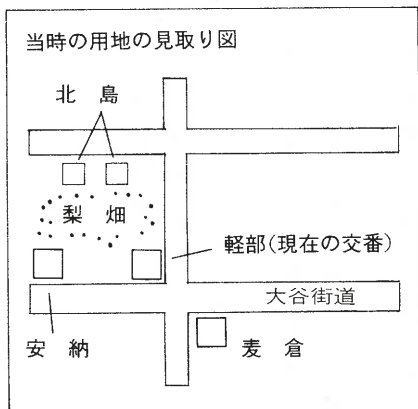 当時の用地の見取り図
北 島
梨 畑
軽部(現在の交番)
大谷街道
安 納
麦 倉